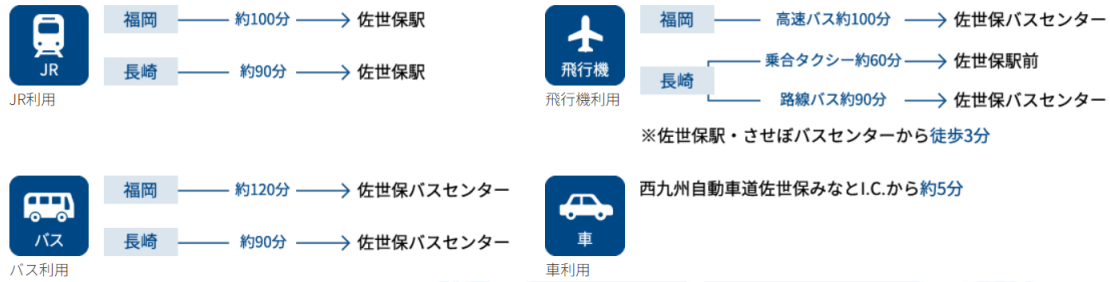 JR
JR利用
福岡 約100分 佐世保駅
長崎 約90分 佐世保駅
飛行機
飛行機利用
福岡 高速バス約100分 佐世保バスセンター
長崎
乗合タクシー約60分 佐世保駅前
路線バス約90分 佐世保バスセンター
※佐世保駅・させぼバスセンターから徒歩3分
バス
バス利用
福岡 約120分 佐世保バスセンター
長崎 約90分 佐世保バスセンター
車
車利用
西九州自動車道佐世保みなとI.C.から約5分